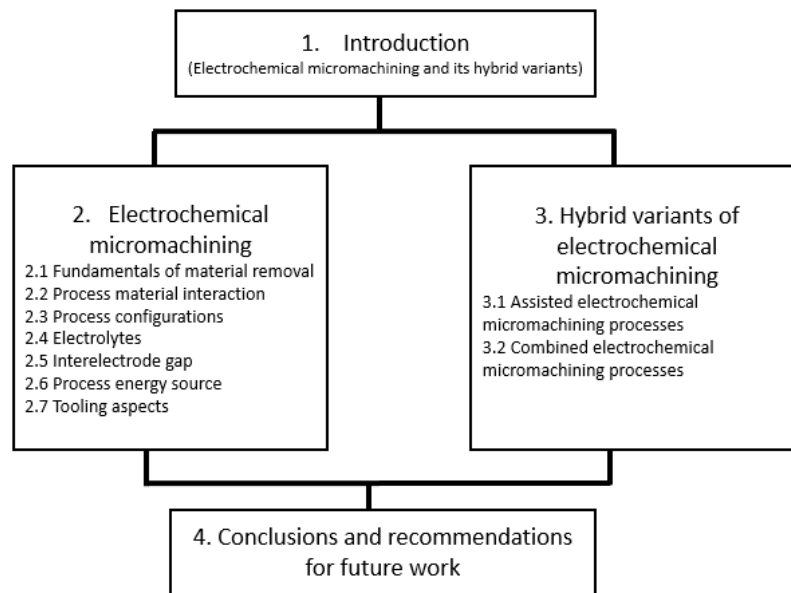 1. Introduction
(Electrochemical micromachining and its hybrid variants)
2. Electrochemical
micromachining
2.1 Fundamentals of material removal
2.2 Process material interaction
2.3 Process configurations
2.4 Electrolytes
2.5 Interelectrode gap
2.6 Process energy source
2.7 Tooling aspects
3. Hybrid variants of
electrochemical
micromachining
3.1 Assisted electrochemical
micromachining processes
3.2 Combined electrochemical
micromachining processes
4. Conclusions and recommendations
for future work